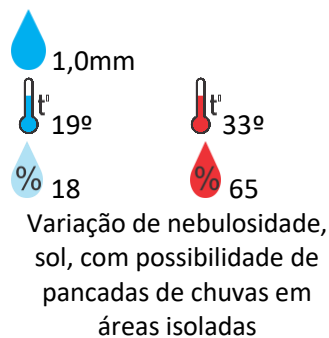 1,0mm
t° 19º t° 33º
% 18 % 65
Variação de nebulosidade,
sol, com possibilidade de
pancadas de chuvas em
áreas isoladas